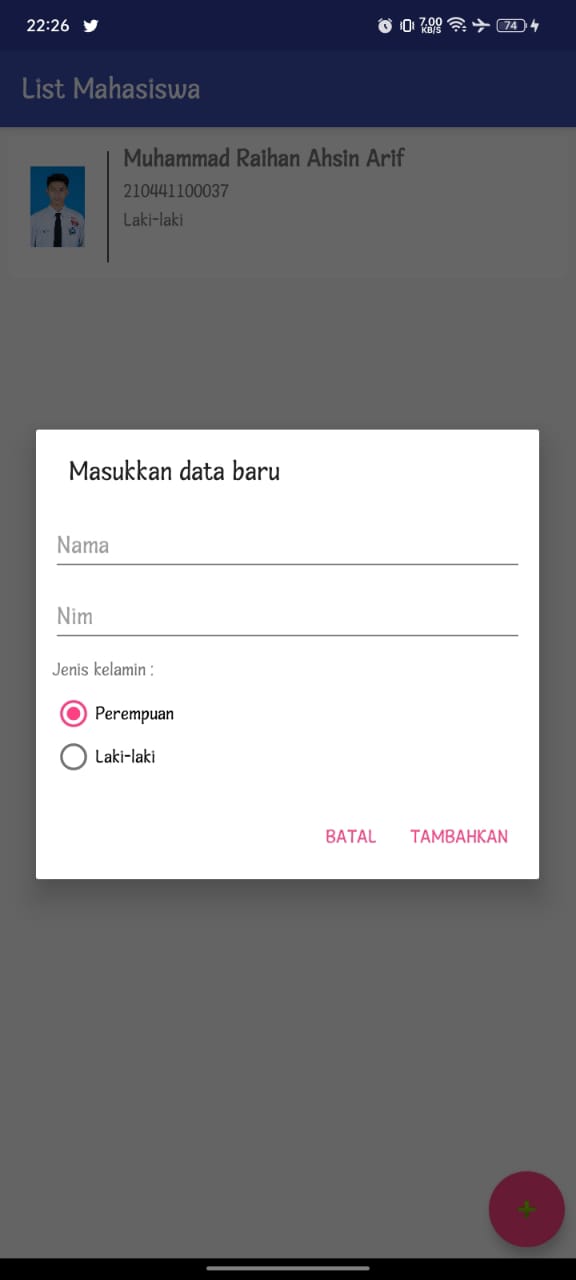 22:26
7.00
KB/S
74
List Mahasiswa
Muhammad Raihan Ahsin Arif
210441100037
Laki-laki
Masukkan data baru
Nama
Nim
Jenis kelamin :
Perempuan
Laki-laki
BATAL TAMBAHKAN